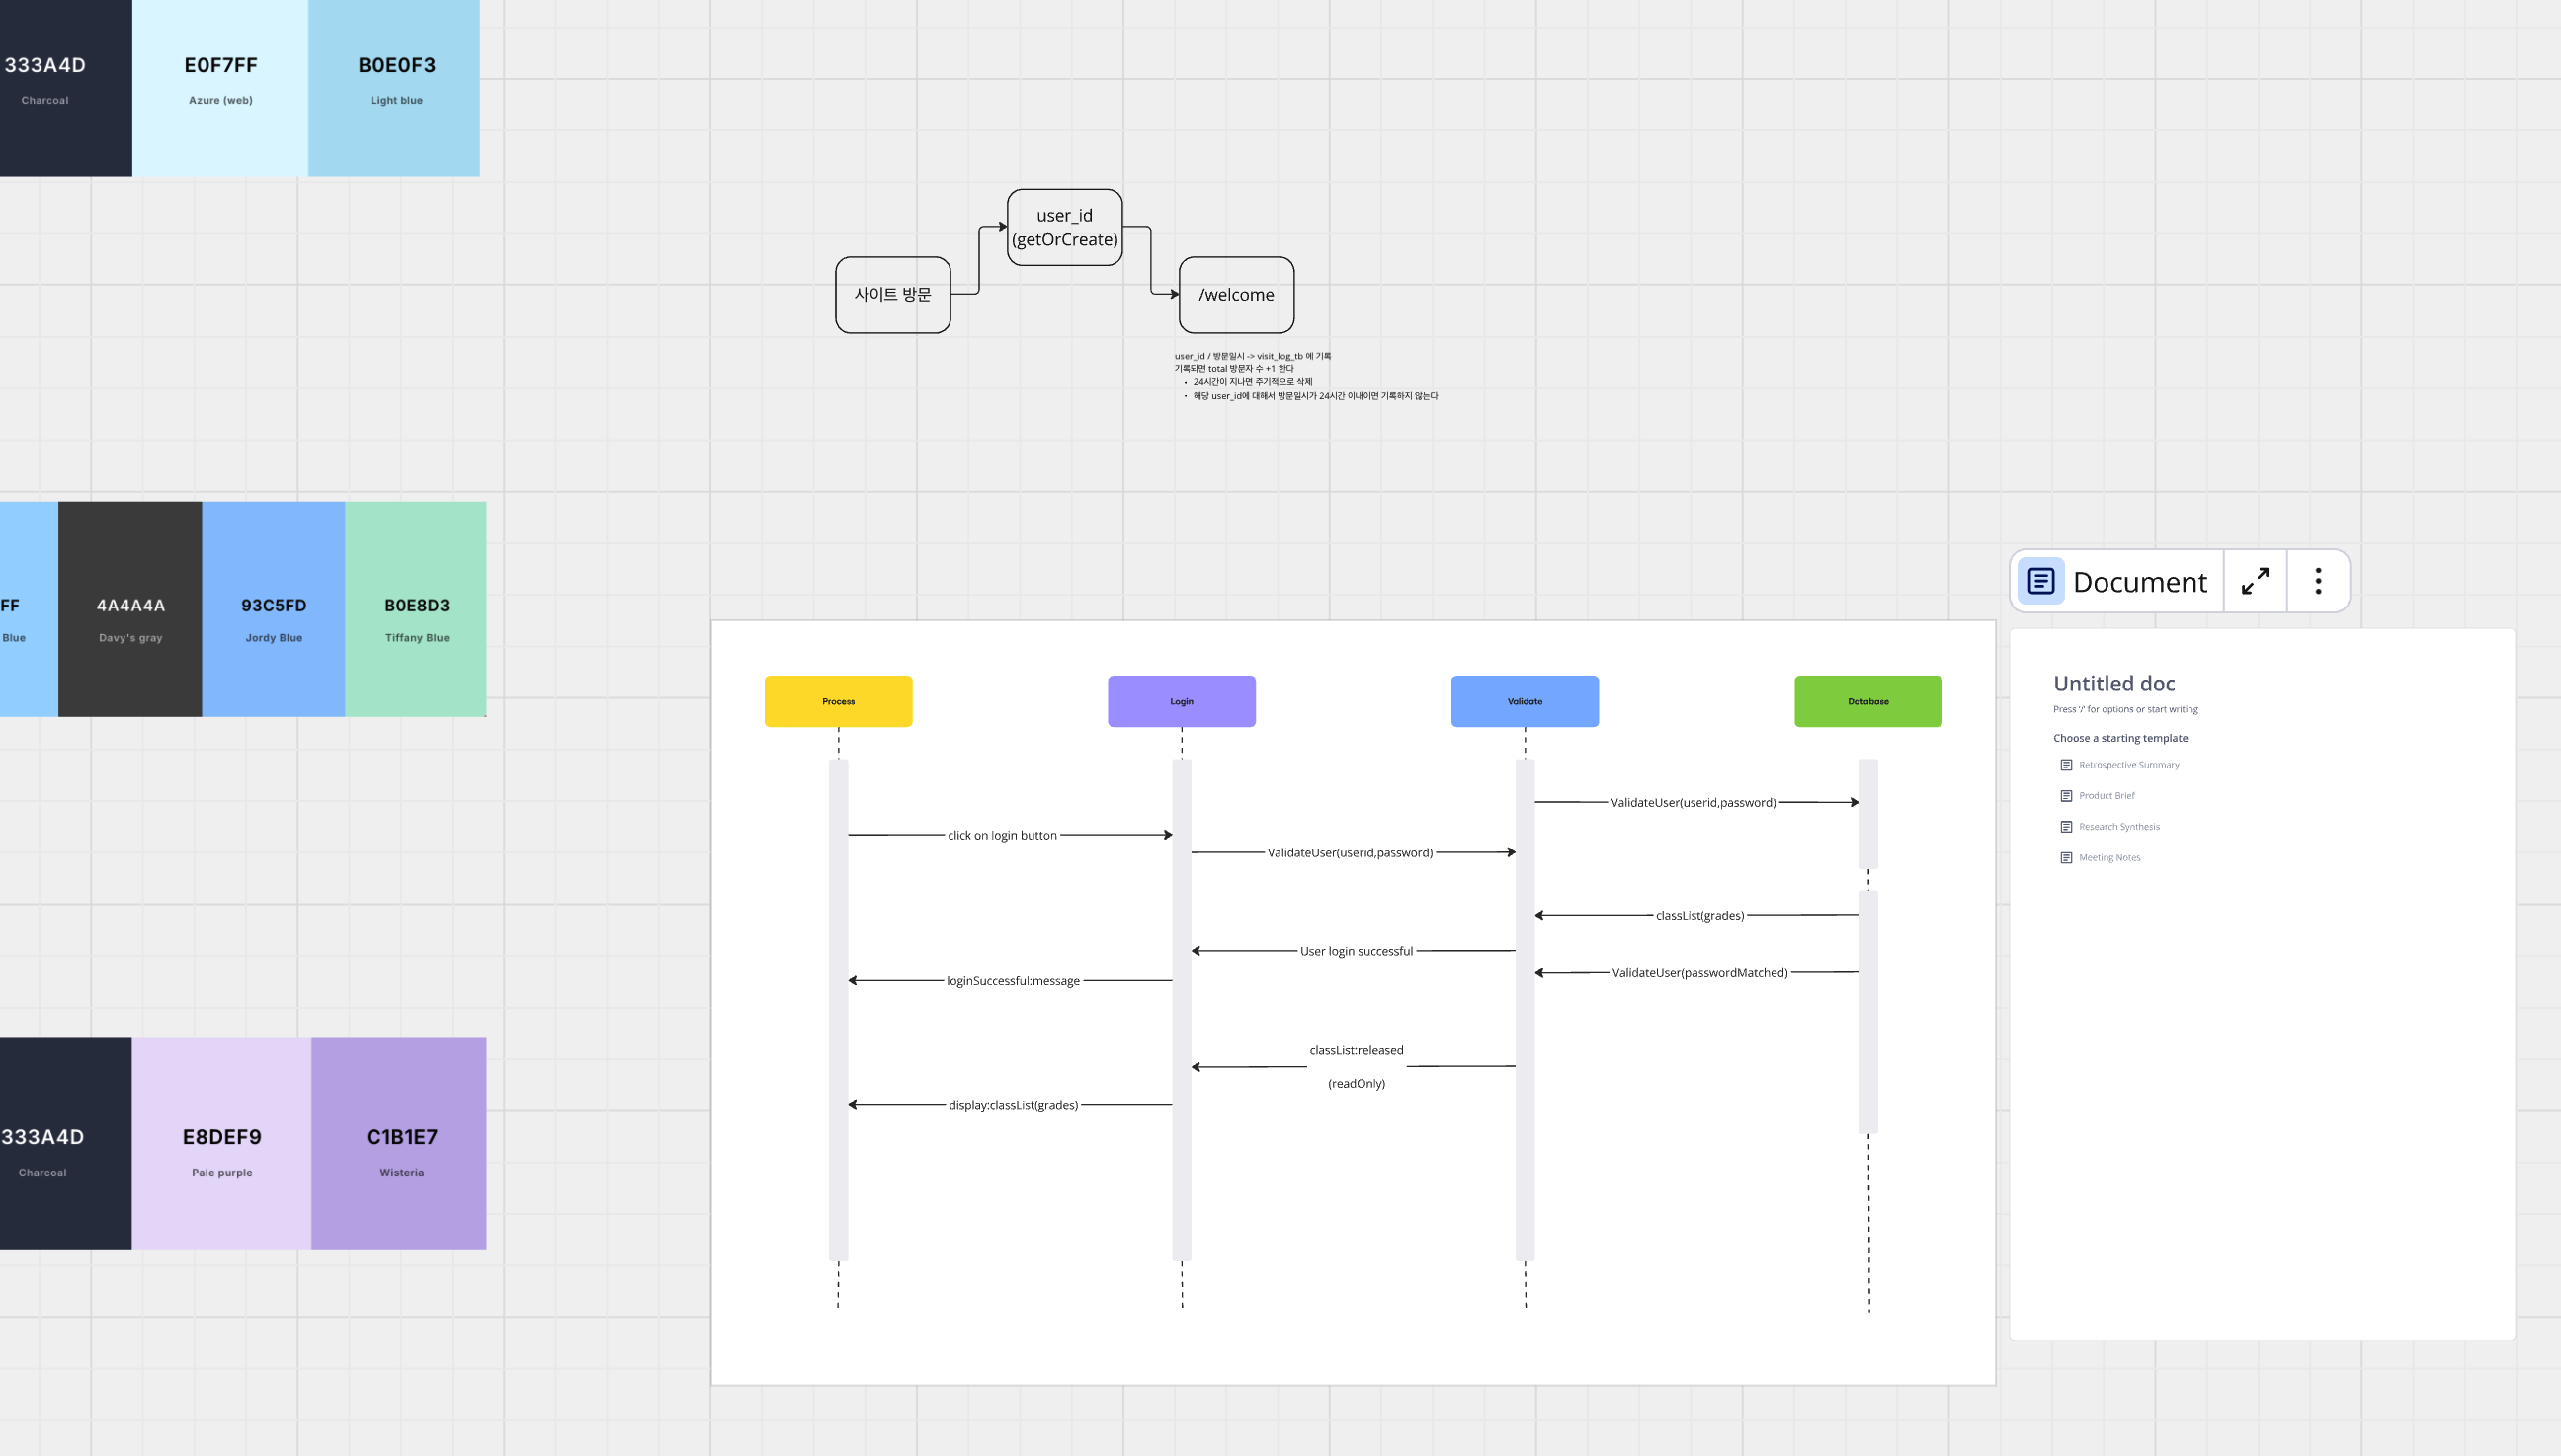 333A4D
Charcoal
E0F7FF
Azure (web)
B0E0F3
Light blue
user_id
(getOrCreate)
사이트 방문
/welcome
user_id / 방문일시 -> visit_log_tb 에 기록
기록되면 total 방문자 수 +1 한다
• 24시간이 지나면 주기적으로 삭제
• 해당 user_id에 대해서 방문일시가 24시간 이내이면 기록하지 않는다
FF
Blue
4A4A4A
Davy's gray
93C5FD
Jordy Blue
B0E8D3
Tiffany Blue
Document
Untitled doc
Press '/' for options or start writing
Choose a starting template
Retrospective Summary
Product Brief
Research Synthesis
Meeting Notes
Process
Login
Validate
Database
ValidateUser(userid,password)
click on login button
ValidateUser(userid,password)
classList(grades)
User login successful
ValidateUser(passwordMatched)
loginSuccessful:message
classList:released
(readOnly)
display:classList(grades)
333A4D
Charcoal
E8DEF9
Pale purple
C1B1E7
Wisteria